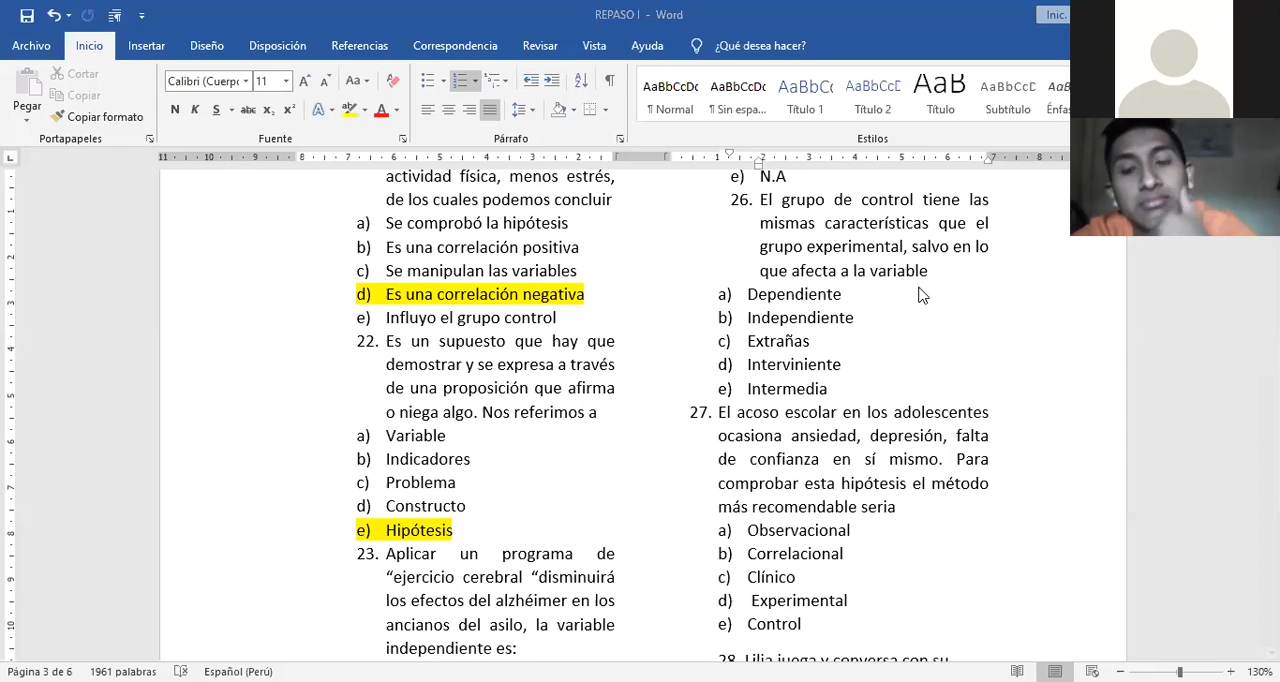 REPASO I - Word
Inic.
Archivo
Inicio
Insertar
Diseño
Disposición
Referencias
Correspondencia
Revisar
Vista
Ayuda
¿Qué desea hacer?
Pegar
Cortar
Copiar
Copiar formato
Portapapeles
Calibri (Cuerpo
11
Fuente
Párrafo
AaBbCcDc
¶ Normal
AaBbCcDc
¶ Sin espa...
AaBbCc
Título 1
AaBbCcD
Título 2
AaB
Título
AaBbCcD
Subtítulo
Estilos
actividad física, menos estrés,
de los cuales podemos concluir
a) Se comprobó la hipótesis
b) Es una correlación positiva
c) Se manipulan las variables
d) Es una correlación negativa
e) Influyo el grupo control
22. Es un supuesto que hay que
demostrar y se expresa a través
de una proposición que afirma
o niega algo. Nos referimos a
a) Variable
b) Indicadores
c) Problema
d) Constructo
e) Hipótesis
23. Aplicar un programa de
“ejercicio cerebral “disminuirá
los efectos del alzhéimer en los
ancianos del asilo, la variable
independiente es:
e) N.A
26. El grupo de control tiene las
mismas características que el
grupo experimental, salvo en lo
que afecta a la variable
a) Dependiente
b) Independiente
c) Extrañas
d) Interviniente
e) Intermedia
27. El acoso escolar en los adolescentes
ocasiona ansiedad, depresión, falta
de confianza en sí mismo. Para
comprobar esta hipótesis el método
más recomendable seria
a) Observacional
b) Correlacional
c) Clínico
d) Experimental
e) Control
28. Lilia juega y conversa con su
Página 3 de 6
1961 palabras
Español (Perú)
130%